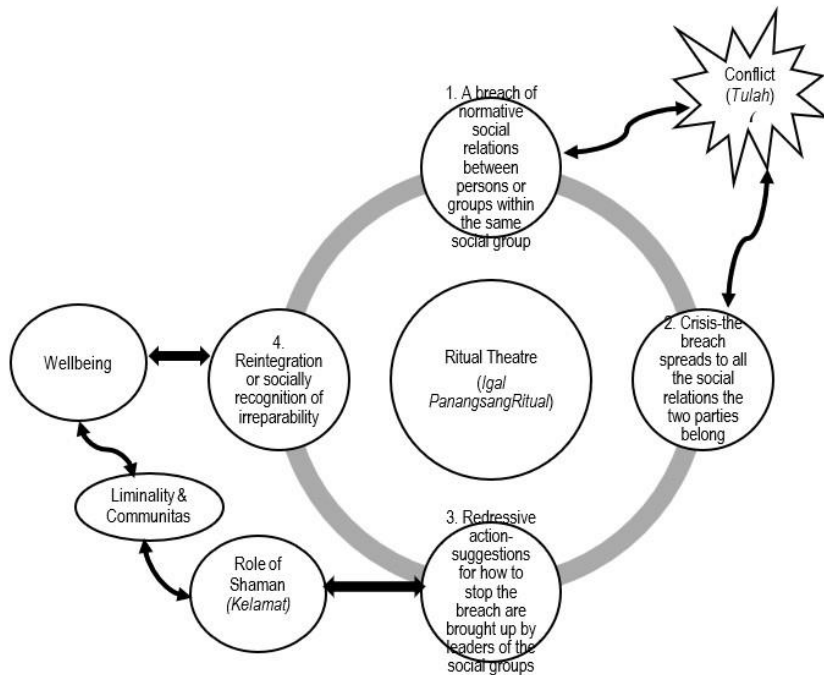 Conflict
(Tulah)
1. A breach of
normative
social
relations
between
persons or
groups within
the same
social group
2. Crisis-the
breach
spreads to all
the social
relations the
two parties
belong
Ritual Theatre
(Igal
PanangsangRitual)
4.
Reintegration
or socially
recognition of
irreparability
Wellbeing
Liminality &
Communitas
Role of
Shaman
(Kelamat)
3. Redressive
action-
suggestions
for how to
stop the
breach are
brought up by
leaders of the
social groups